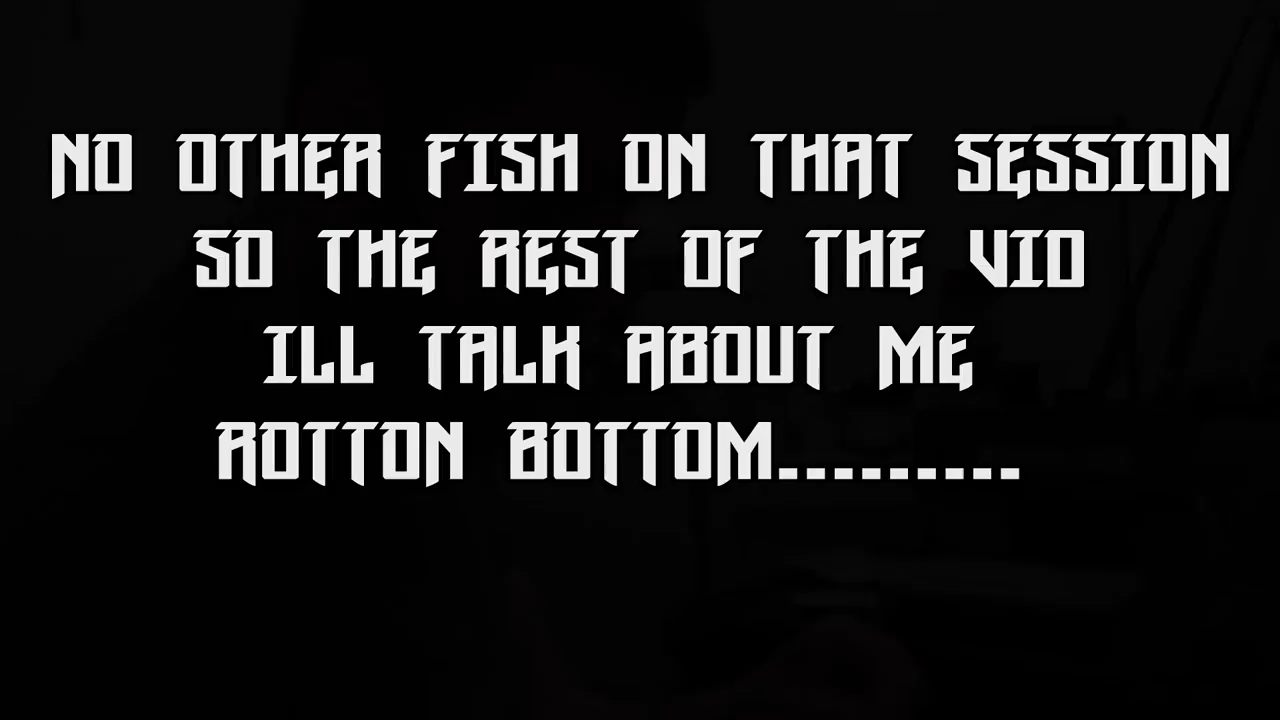 NO OTHER FISH ON THAT SESSION
SO THE REST OF THE VID
ILL TALK ABOUT ME
ROTTON BOTTOM.........